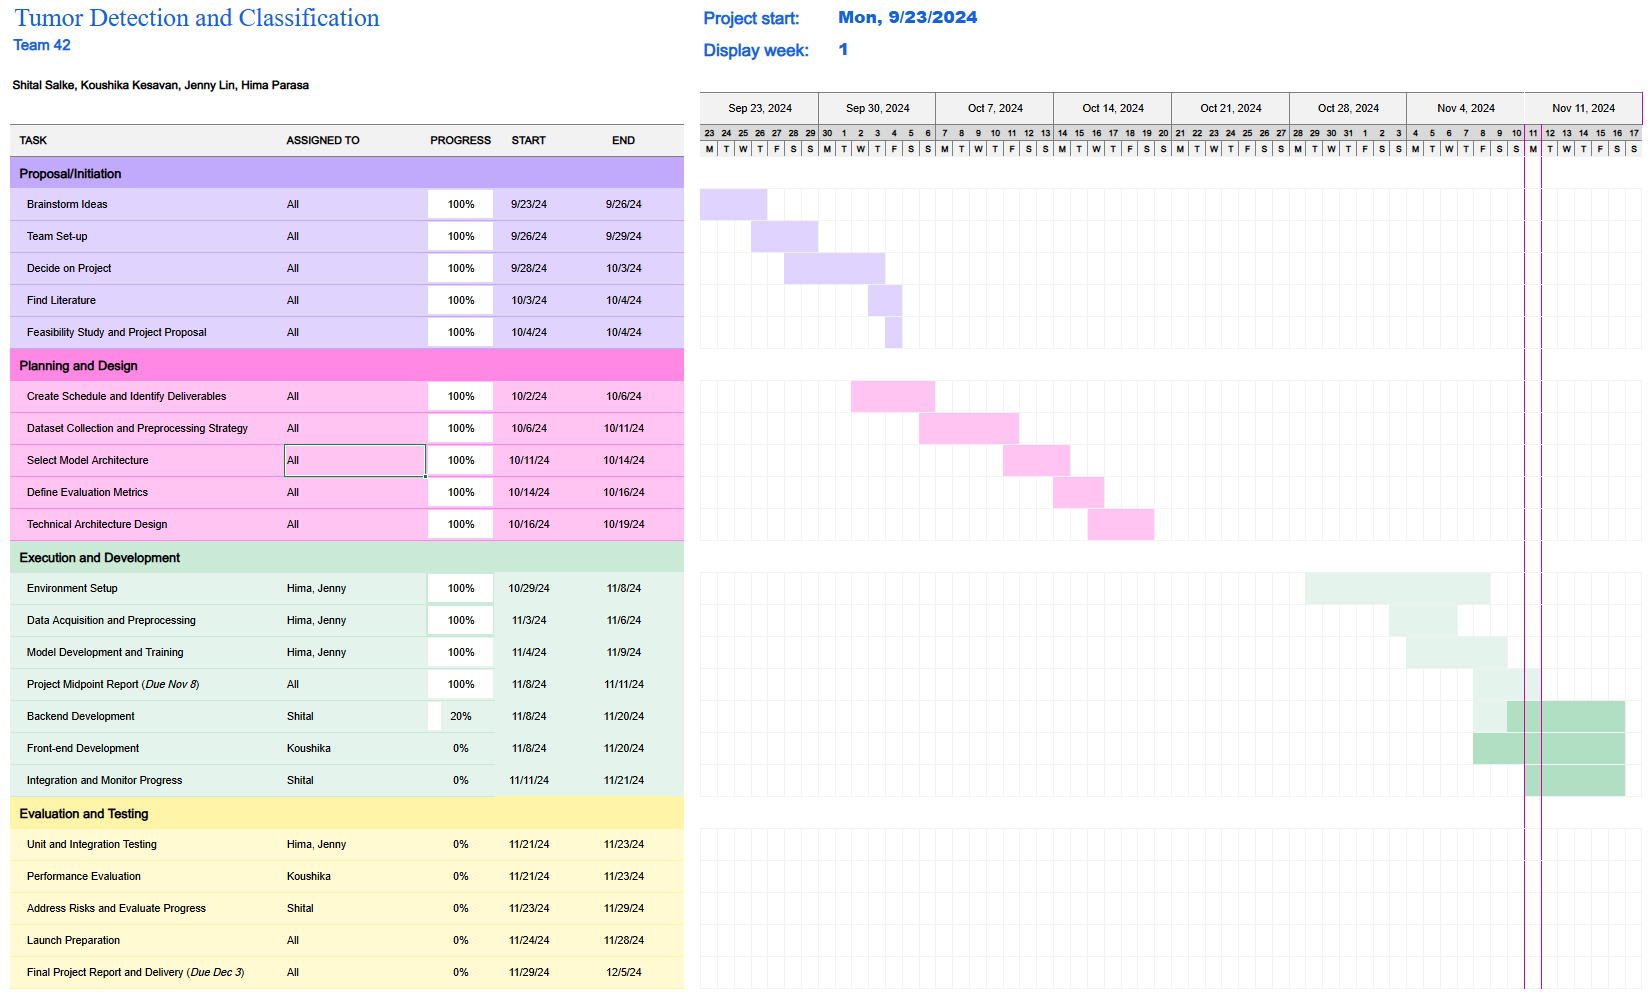 Tumor Detection and Classification
Project start: Mon, 9/23/2024
Team 42
Display week: 1
Shital Salke, Koushika Kesavan, Jenny Lin, Hima Parasa
Sep 23, 2024 Sep 30, 2024 Oct 7, 2024 Oct 14, 2024 Oct 21, 2024 Oct 28, 2024 Nov 4, 2024 Nov 11, 2024
23 24 25 26 27 28 29 30 1 2 3 4 5 6 7 8 9 10 11 12 13 14 15 16 17 18 19 20 21 22 23 24 25 26 27 28 29 30 31 1 2 3 4 5 6 7 8 9 10 11 12 13 14 15 16 17
TASK ASSIGNED TO PROGRESS START END
M T W T F S S M T W T F S S M T W T F S S M T W T F S S M T W T F S S M T W T F S S M T W T F S S M T W T F S S
Proposal/Initiation
Brainstorm Ideas All 100% 9/23/24 9/26/24
Team Set-up All 100% 9/26/24 9/29/24
Decide on Project All 100% 9/28/24 10/3/24
Find Literature All 100% 10/3/24 10/4/24
Feasibility Study and Project Proposal All 100% 10/4/24 10/4/24
Planning and Design
Create Schedule and Identify Deliverables All 100% 10/2/24 10/6/24
Dataset Collection and Preprocessing Strategy All 100% 10/6/24 10/11/24
Select Model Architecture All 100% 10/11/24 10/14/24
Define Evaluation Metrics All 100% 10/14/24 10/16/24
Technical Architecture Design All 100% 10/16/24 10/19/24
Execution and Development
Environment Setup Hima, Jenny 100% 10/29/24 11/8/24
Data Acquisition and Preprocessing Hima, Jenny 100% 11/3/24 11/6/24
Model Development and Training Hima, Jenny 100% 11/4/24 11/9/24
Project Midpoint Report (Due Nov 8) All 100% 11/8/24 11/11/24
Backend Development Shital 20% 11/8/24 11/20/24
Front-end Development Koushika 0% 11/8/24 11/20/24
Integration and Monitor Progress Shital 0% 11/11/24 11/21/24
Evaluation and Testing
Unit and Integration Testing Hima, Jenny 0% 11/21/24 11/23/24
Performance Evaluation Koushika 0% 11/21/24 11/23/24
Address Risks and Evaluate Progress Shital 0% 11/23/24 11/29/24
Launch Preparation All 0% 11/24/24 11/28/24
Final Project Report and Delivery (Due Dec 3) All 0% 11/29/24 12/5/24